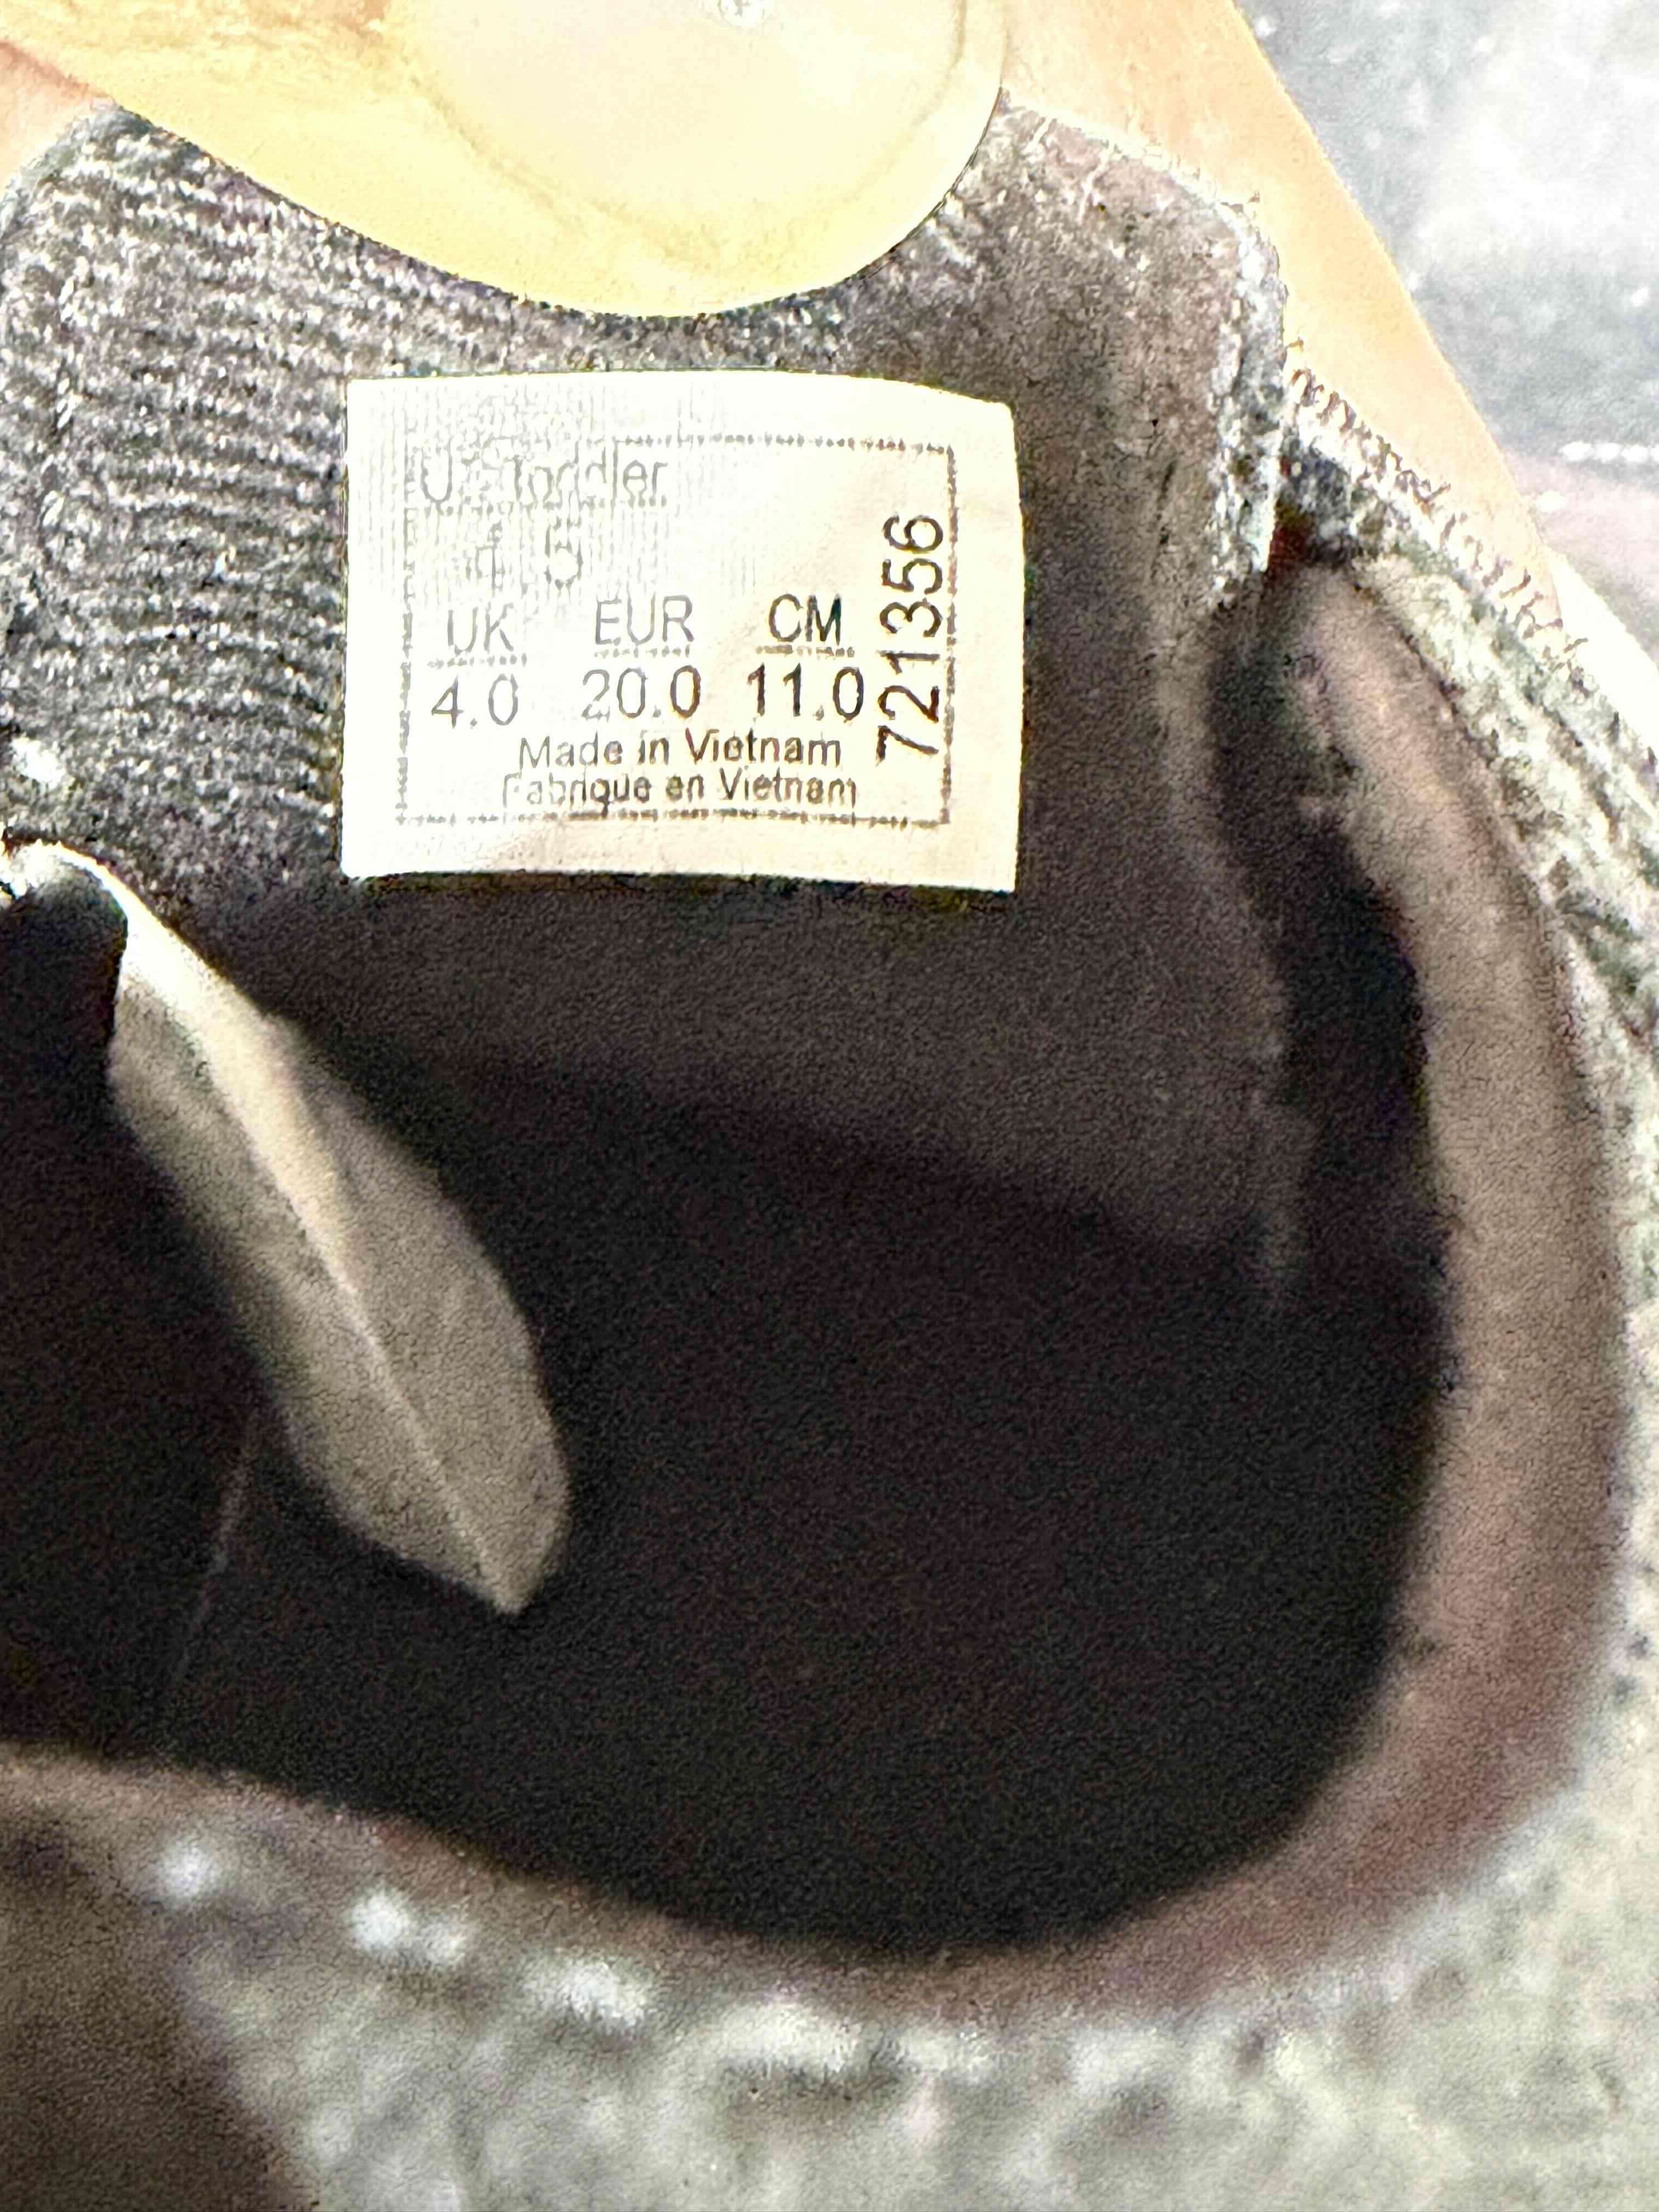 US Toddler
4.5
UK EUR CM
4.0 20.0 11.0
Made in Vietnam
Fabriqué en Vietnam
721356